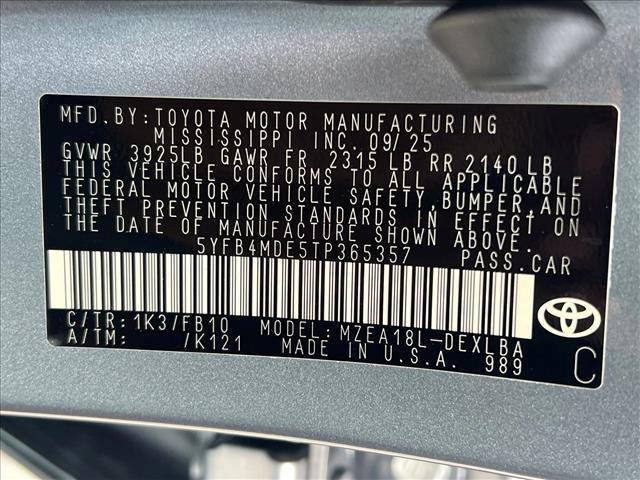 MFD.BY:TOYOTA MOTOR MANUFACTURING
MISSISSIPPI INC. 09/25
GVWR 3925LB GAWR FR 2315 LB RR 2140 LB
THIS VEHICLE CONFORMS TO ALL APPLICABLE
FEDERAL MOTOR VEHICLE SAFETY,BUMPER,AND
THEFT PREVENTION STANDARDS IN EFFECT ON
THE DATE OF MANUFACTURE SHOWN ABOVE.
5YFB4MDE5TP365357 PASS.CAR
C/TR:1K3/FB10 MODEL:MZEA18L-DEXLBA
A/TM: /K121 MADE IN U.S.A. 989
C